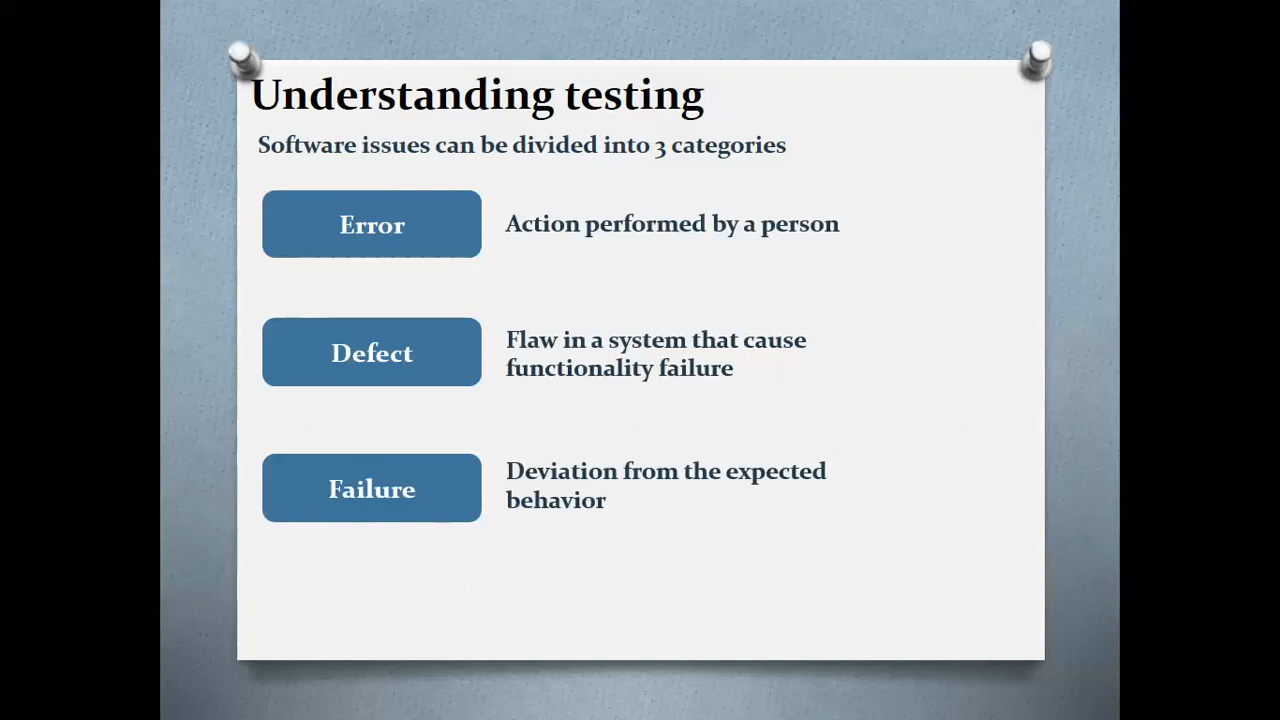 Understanding testing
Software issues can be divided into 3 categories
Error
Action performed by a person
Defect
Flaw in a system that cause
functionality failure
Failure
Deviation from the expected
behavior